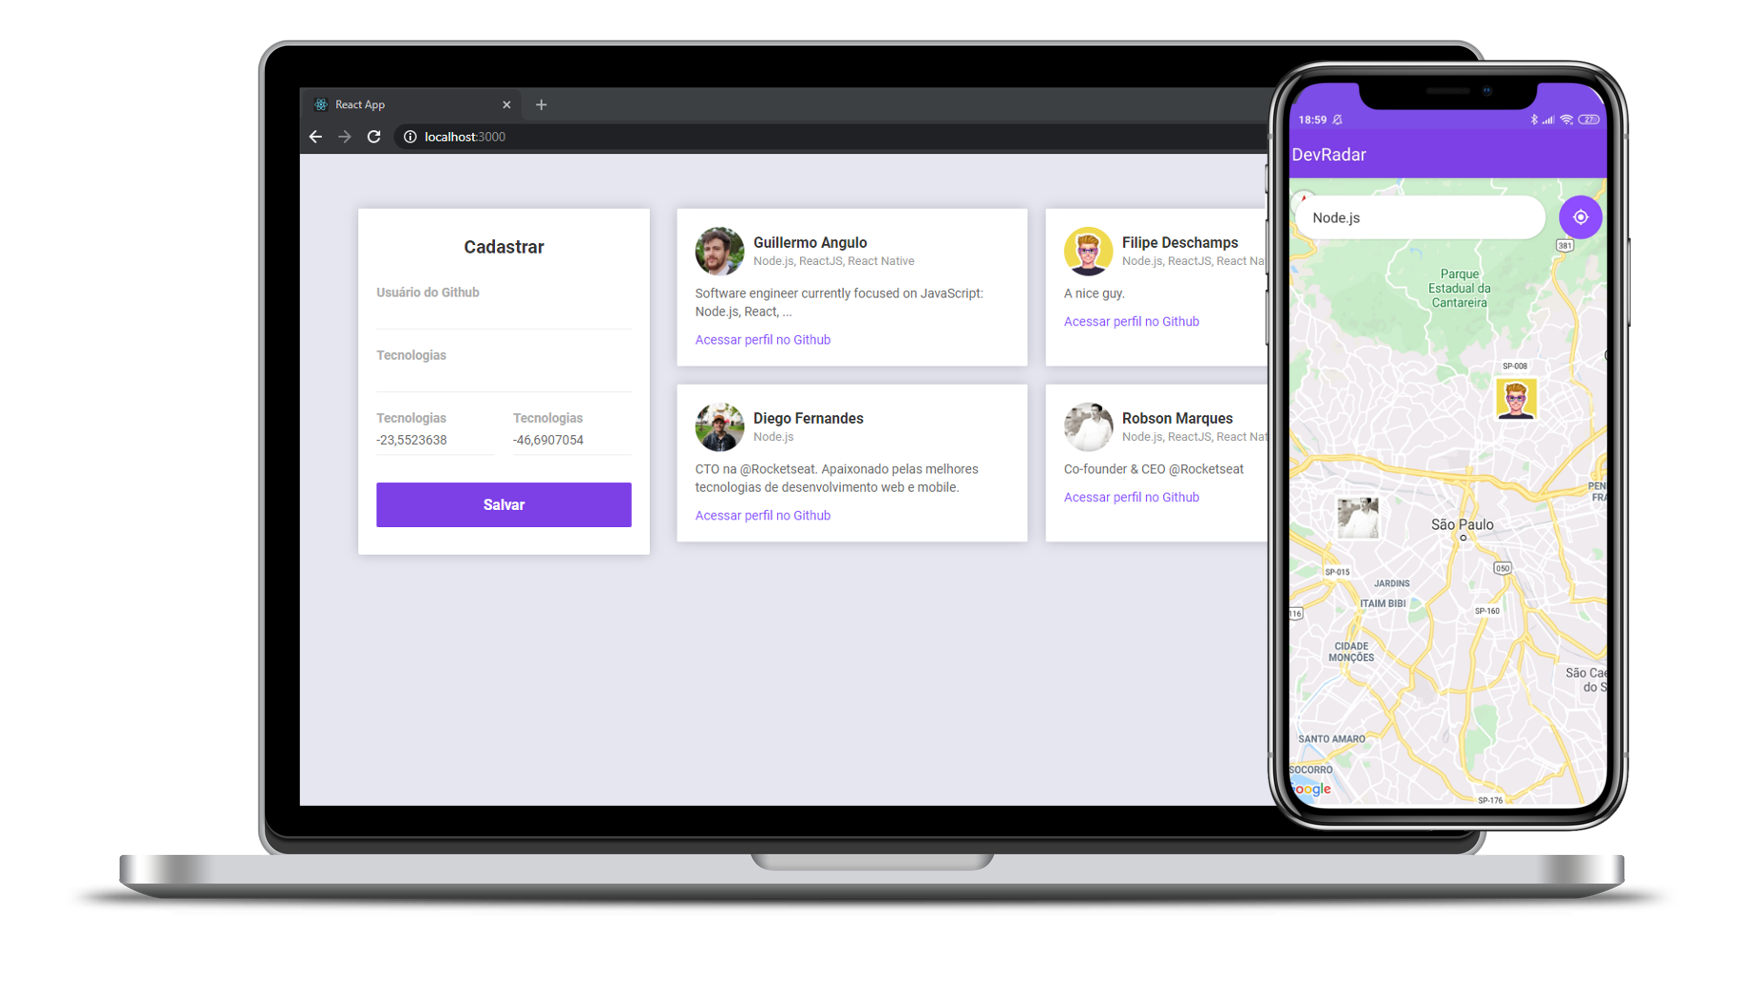 React App
localhost:3000
Cadastrar
Usuário do Github
Tecnologias
Tecnologias Tecnologias
-23,5523638 -46,6907054
Salvar
Guillermo Angulo
Node.js, ReactJS, React Native
Software engineer currently focused on JavaScript:
Node.js, React, ...
Acessar perfil no Github
Filipe Deschamps
Node.js, ReactJS, React Na
A nice guy.
Acessar perfil no Github
Diego Fernandes
Node.js
CTO na @Rocketseat. Apaixonado pelas melhores
tecnologias de desenvolvimento web e mobile.
Acessar perfil no Github
Robson Marques
Node.js, ReactJS, React Nat
Co-founder & CEO @Rocketseat
Acessar perfil no Github
18:59
27
DevRadar
Node.js
381
Parque
Estadual da
Cantareira
SP-008
PEN
FRA
São Paulo
050
SP-015
JARDINS
ITAIM BIBI
SP-160
116
CIDADE
MONÇÕES
São Cae
do S
SANTO AMARO
SOCORRO
Google
SP-176